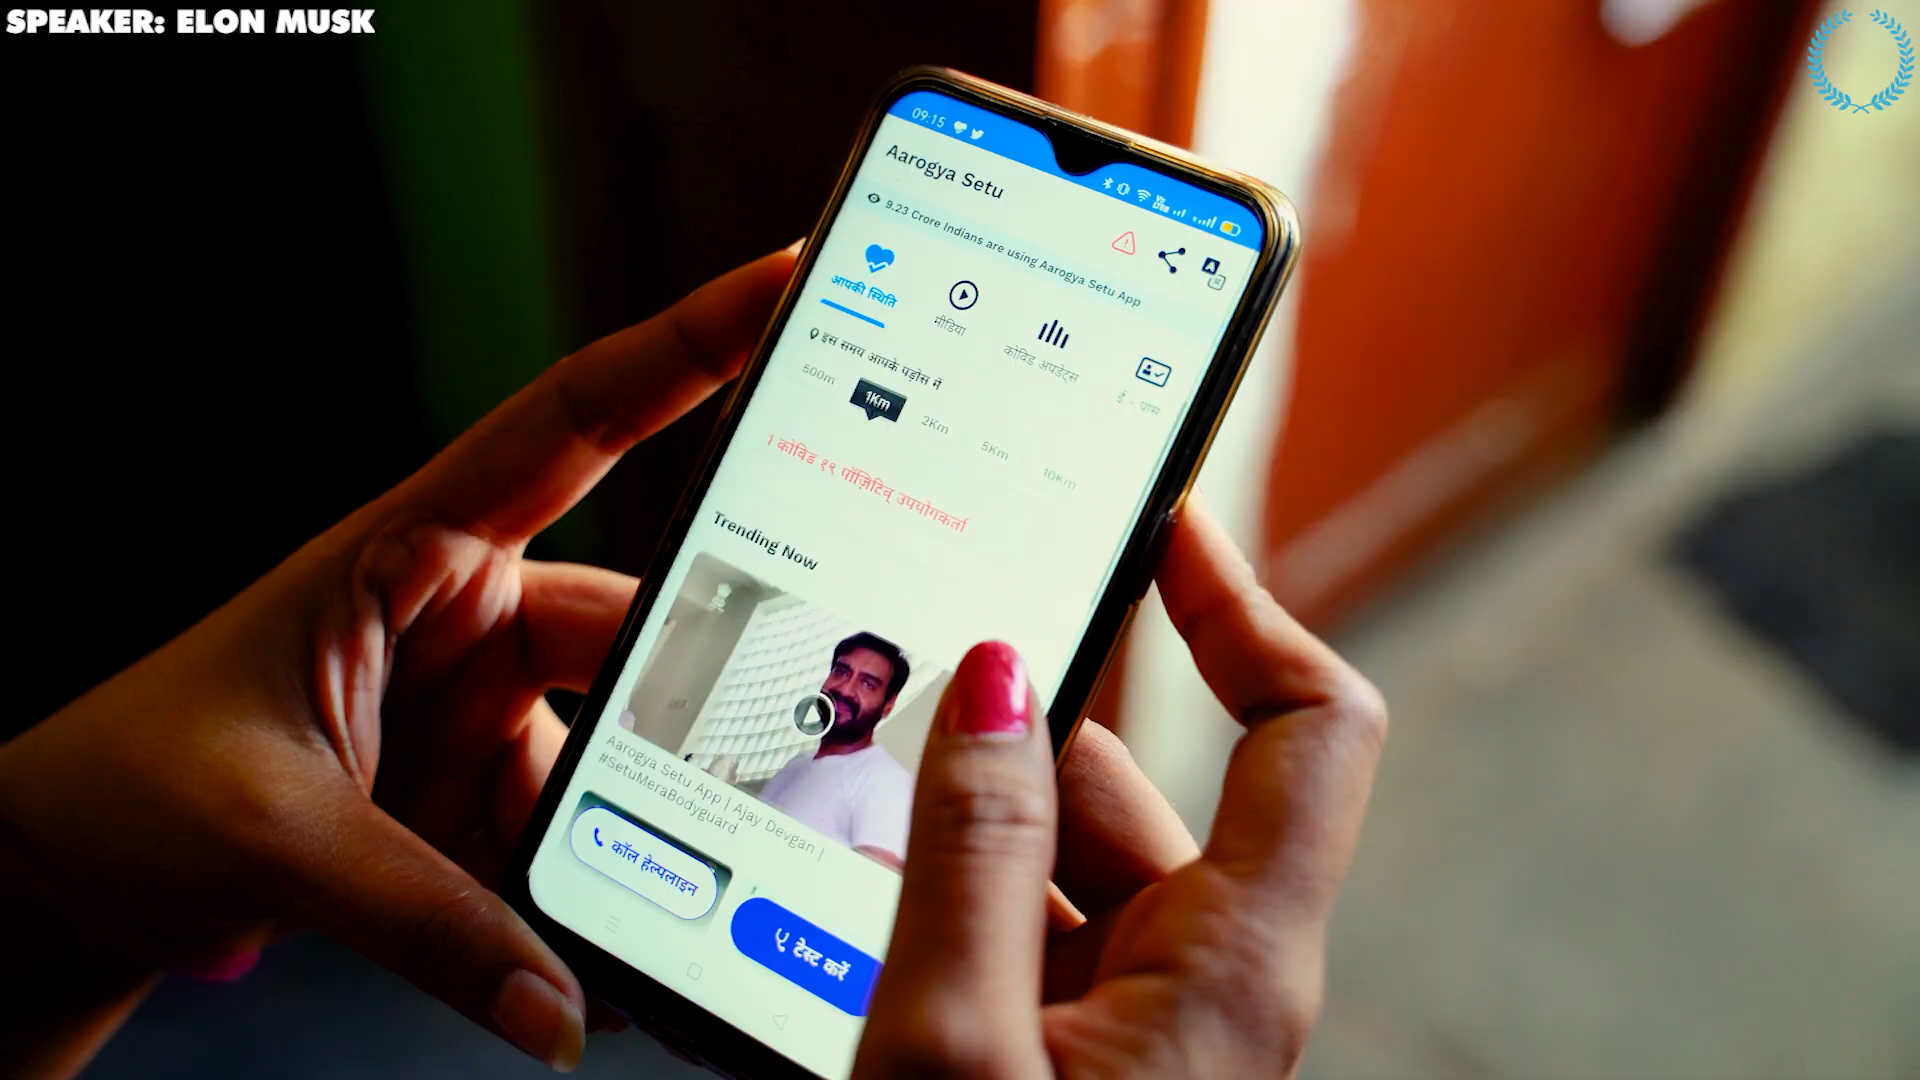 SPEAKER: ELON MUSK
09:15
Aarogya Setu
9.23 Crore Indians are using Aarogya Setu App
आपकी स्थिति
मीडिया
कोविड अपडेट्स
ई - पास
इस समय आपके पड़ोस में
500m
1Km
2Km
5Km
10Km
1 कोविड १९ पॉज़िटिव् उपयोगकर्ता
Trending Now
Aarogya Setu App | Ajay Devgan |
#SetuMeraBodyguard
कॉल हेल्पलाइन
टेस्ट करें